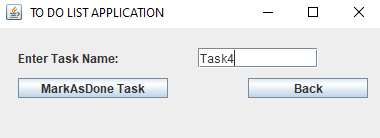 TO DO LIST APPLICATION
Enter Task Name: Task4
MarkAsDone Task Back